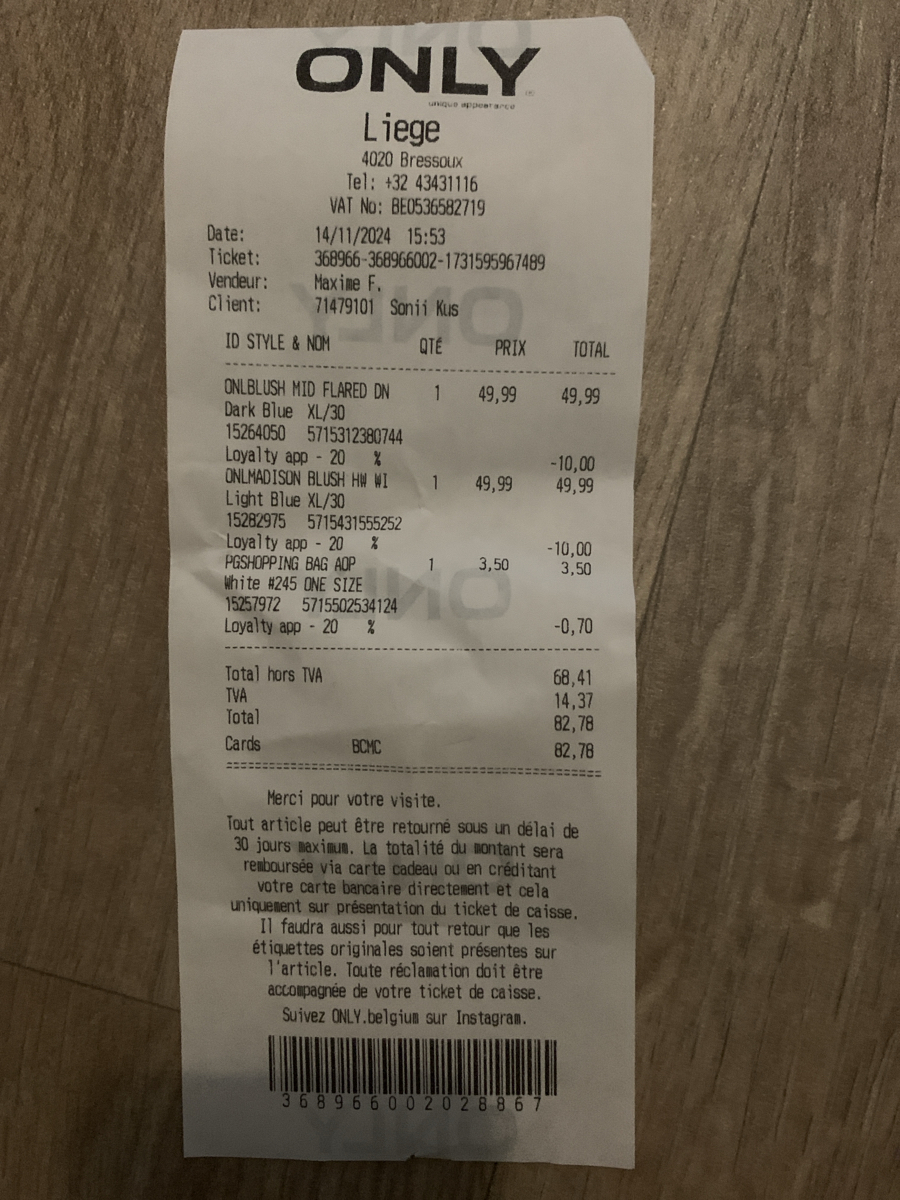 ONLY
unique appearance
Liege
4020 Bressoux
Tel: +32 43431116
VAT No: BE0536582719
Date: 14/11/2024 15:53
Ticket: 368966-368966002-1731595967489
Vendeur: Maxime F.
Client: 71479101 Sonii Kus
ID STYLE & NOM QTÉ PRIX TOTAL
ONLBLUSH MID FLARED DN 1 49,99 49,99
Dark Blue XL/30
15264050 5715312380744
Loyalty app - 20 % -10,00
ONLMADISON BLUSH HW WI 1 49,99 49,99
Light Blue XL/30
15282975 5715431555252
Loyalty app - 20 % -10,00
PGSHOPPING BAG AOP 1 3,50 3,50
White #245 ONE SIZE
15257972 5715502534124
Loyalty app - 20 % -0,70
Total hors TVA 68,41
TVA 14,37
Total 82,78
Cards BCMC 82,78
Merci pour votre visite.
Tout article peut être retourné sous un délai de
30 jours maximum. La totalité du montant sera
remboursée via carte cadeau ou en créditant
votre carte bancaire directement et cela
uniquement sur présentation du ticket de caisse.
Il faudra aussi pour tout retour que les
étiquettes originales soient présentes sur
l'article. Toute réclamation doit être
accompagnée de votre ticket de caisse.
Suivez ONLY.belgium sur Instagram.
368966002028867